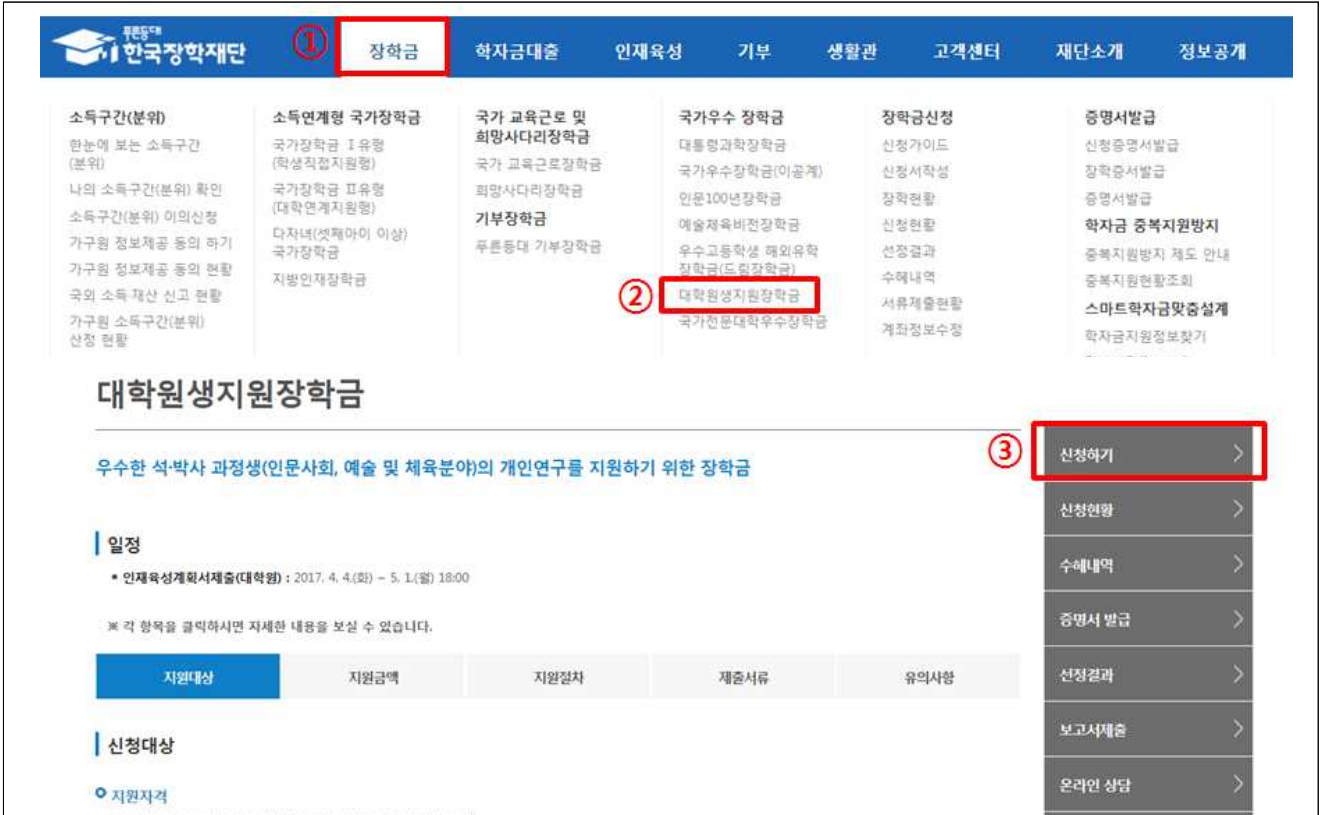 푸른등대
한국장학재단
① 장학금 학자금대출 인재육성 기부 생활관 고객센터 재단소개 정보공개
소득구간(분위)
한눈에 보는 소득구간
(분위)
나의 소득구간(분위) 확인
소득구간(분위) 이의신청
가구원 정보제공 동의 하기
가구원 정보제공 동의 현황
국외 소득·재산 신고 현황
가구원 소득구간(분위)
산정 현황
소득연계형 국가장학금
국가장학금 Ⅰ유형
(학생직접지원형)
국가장학금 Ⅱ유형
(대학연계지원형)
다자녀(셋째아이 이상)
국가장학금
지방인재장학금
국가 교육근로 및
희망사다리장학금
국가 교육근로장학금
희망사다리장학금
기부장학금
푸른등대 기부장학금
국가우수 장학금
대통령과학장학금
국가우수장학금(이공계)
인문100년장학금
예술체육비전장학금
우수고등학생 해외유학
장학금(드림장학금)
② 대학원생지원장학금
국가전문대학우수장학금
장학금신청
신청가이드
신청서작성
장학현황
신청현황
선정결과
수혜내역
서류제출현황
계좌정보수정
증명서발급
신청증명서발급
장학증서발급
증명서발급
학자금 중복지원방지
중복지원방지 제도 안내
중복지원현황조회
스마트학자금맞춤설계
학자금지원정보찾기
대학원생지원장학금
우수한 석·박사 과정생(인문사회, 예술 및 체육분야)의 개인연구를 지원하기 위한 장학금
일정
• 인재육성계획서제출(대학원) : 2017. 4. 4.(화) ~ 5. 1.(월) 18:00
※ 각 항목을 클릭하시면 자세한 내용을 보실 수 있습니다.
지원대상 지원금액 지원절차 제출서류 유의사항
신청대상
지원자격
③ 신청하기
신청현황
수혜내역
증명서 발급
선정결과
보고서제출
온라인 상담